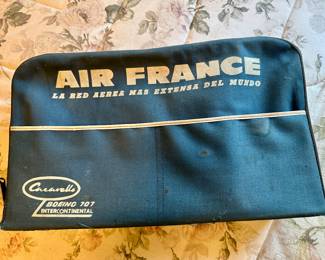 AIR FRANCE
LA RED AEREA MAS EXTENSA DEL MUNDO
Caravelle
BOEING 707
INTERCONTINENTAL